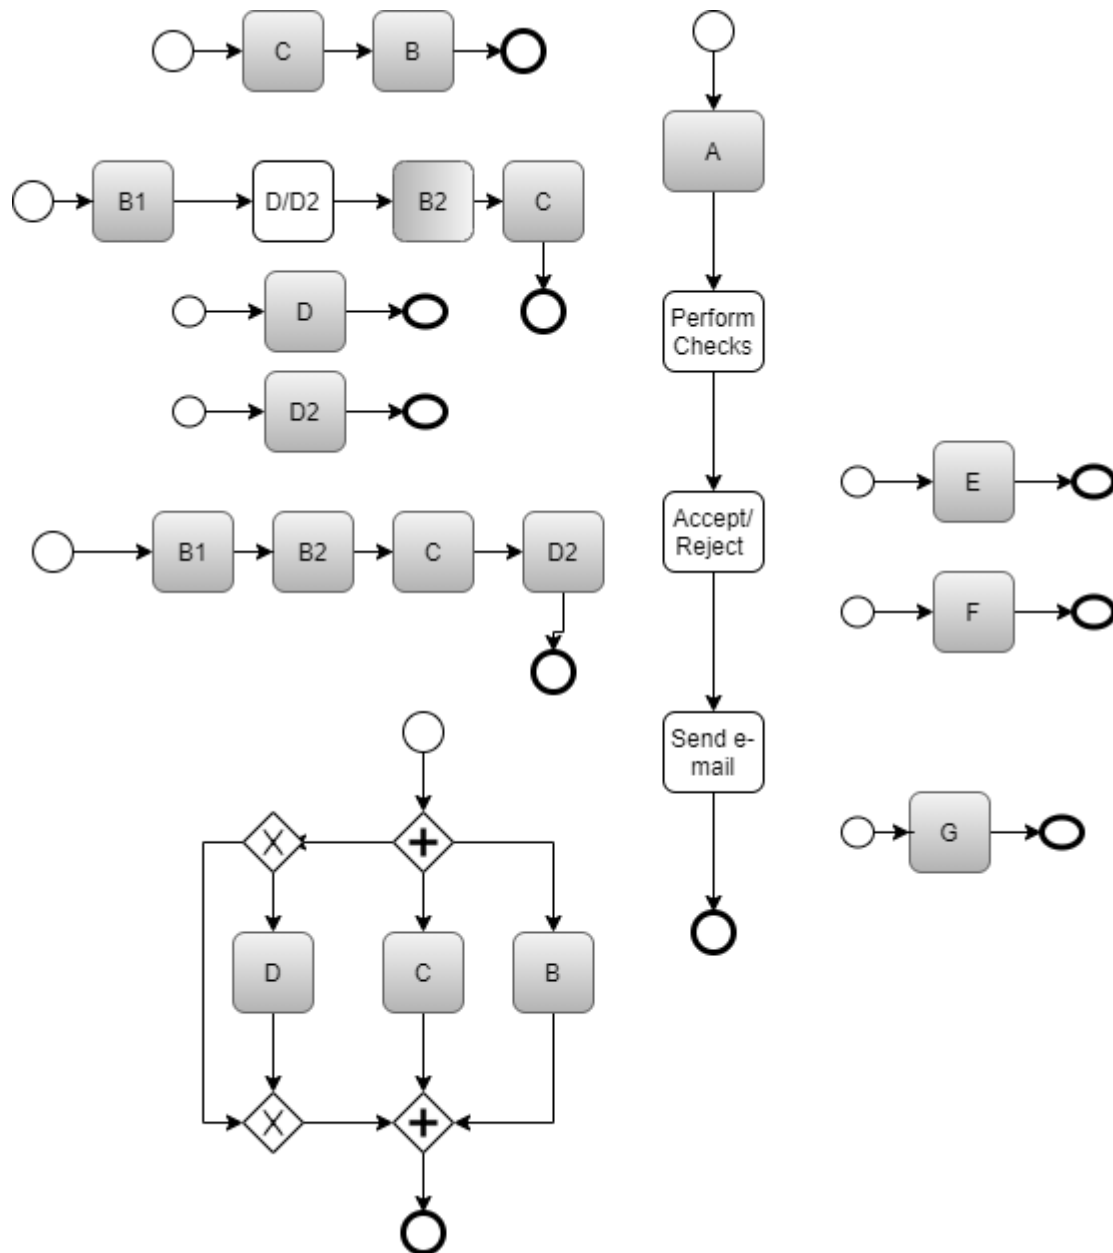 C
B
A
B1
D/D2
B2
C
D
Perform
Checks
D2
E
Accept/
Reject
B1
B2
C
D2
F
Send e-
mail
X
+
G
D
C
B
X
+